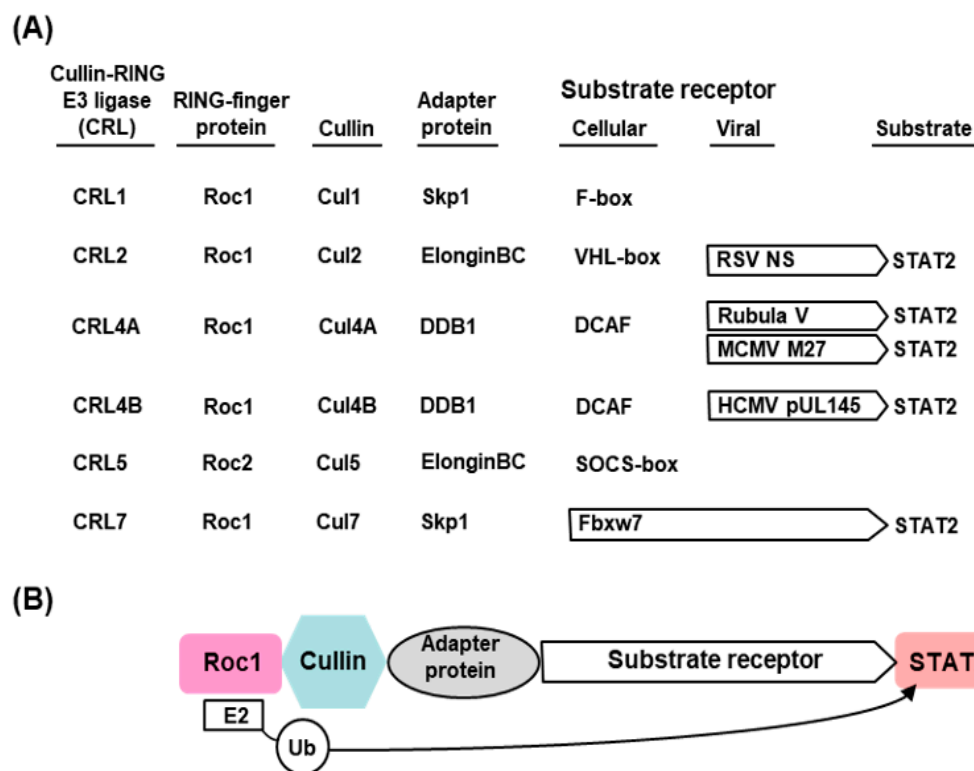 (A)
Cullin-RING
E3 ligase
(CRL)
RING-finger
protein
Cullin
Adapter
protein
Substrate receptor
Cellular
Viral
Substrate
CRL1 Roc1 Cul1 Skp1 F-box
CRL2 Roc1 Cul2 ElonginBC VHL-box RSV NS STAT2
CRL4A Roc1 Cul4A DDB1 DCAF Rubula V STAT2
MCMV M27 STAT2
CRL4B Roc1 Cul4B DDB1 DCAF HCMV pUL145 STAT2
CRL5 Roc2 Cul5 ElonginBC SOCS-box
CRL7 Roc1 Cul7 Skp1 Fbxw7 STAT2
(B)
Roc1 Cullin
Adapter
protein
Substrate receptor
STAT
E2
Ub